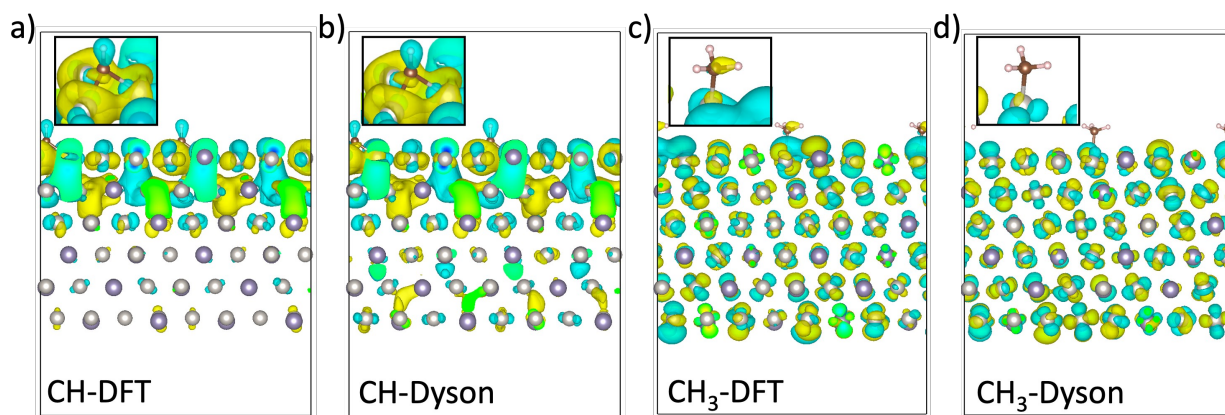 a)
b)
c)
d)
CH-DFT
CH-Dyson
CH₃-DFT
CH₃-Dyson